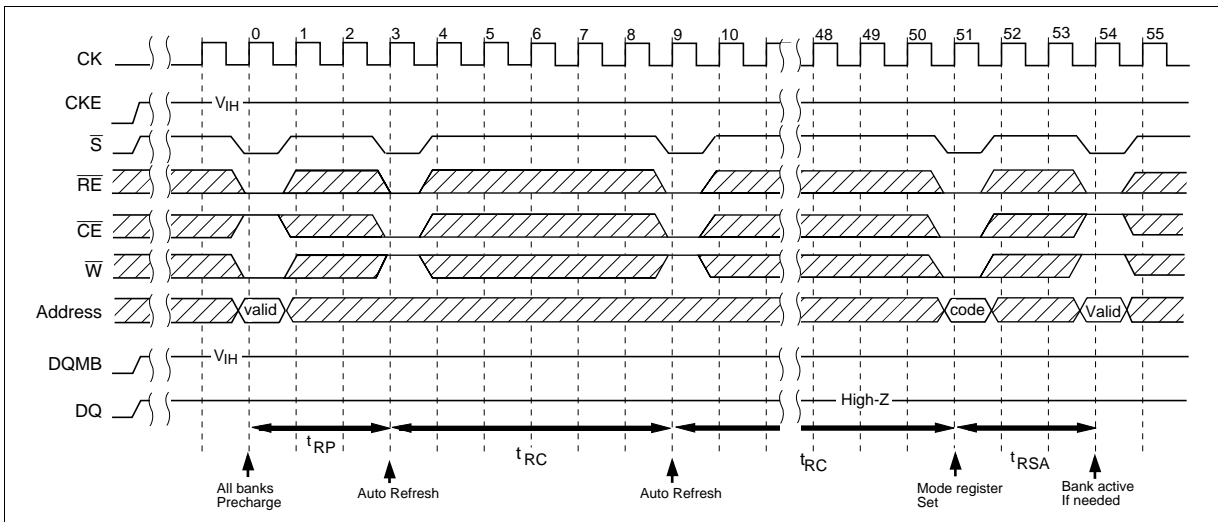 0 1 2 3 4 5 6 7 8 9 10 48 49 50 51 52 53 54 55
CK
CKE VIH
S
RE
CE
W
Address valid code Valid
DQMB VIH
DQ High-Z
tRP tRC tRC tRSA
All banks
Precharge
Auto Refresh
Auto Refresh
Mode register
Set
Bank active
If needed